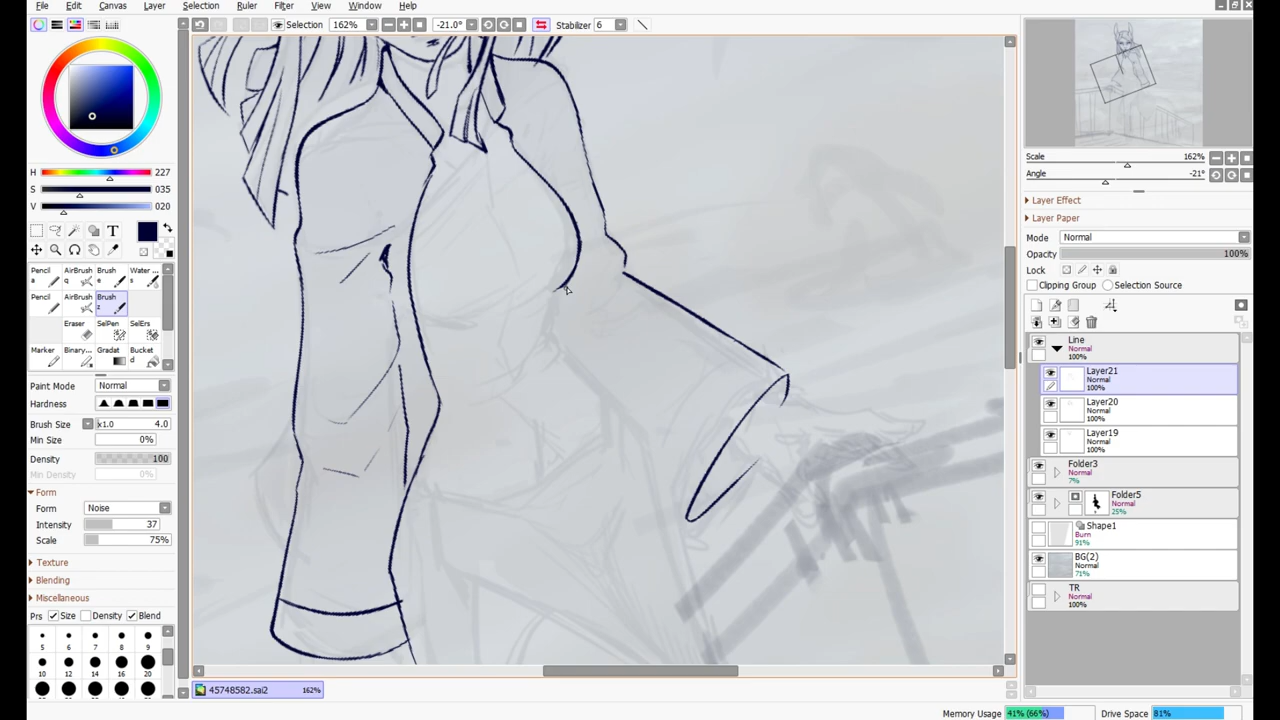 File Edit Canvas Layer Selection Ruler Filter View Window Help
Selection 162% -21.0° Stabilizer 6
H 227
S 035
V 020
T
Pencil a AirBrush q Brush e Water ... s
Pencil AirBrush Brush z
Eraser SelPen SelErs
Marker Binary... Gradat Bucket d
Paint Mode Normal
Hardness
Brush Size x1.0 4.0
Min Size 0%
Density 100
Min Density 0%
Form
Form Noise
Intensity 37
Scale 75%
Texture
Blending
Miscellaneous
Prs Size Density Blend
5 6 7 8 9
10 12 14 16 20
45748582.sai2 162%
Scale 162%
Angle -21°
Layer Effect
Layer Paper
Mode Normal
Opacity 100%
Lock
Clipping Group Selection Source
Line
Normal
100%
Layer21
Normal
100%
Layer20
Normal
100%
Layer19
Normal
100%
Folder3
Normal
7%
Folder5
Normal
25%
Shape1
Burn
91%
BG(2)
Normal
71%
TR
Normal
100%
Memory Usage 41% (66%) Drive Space 81%